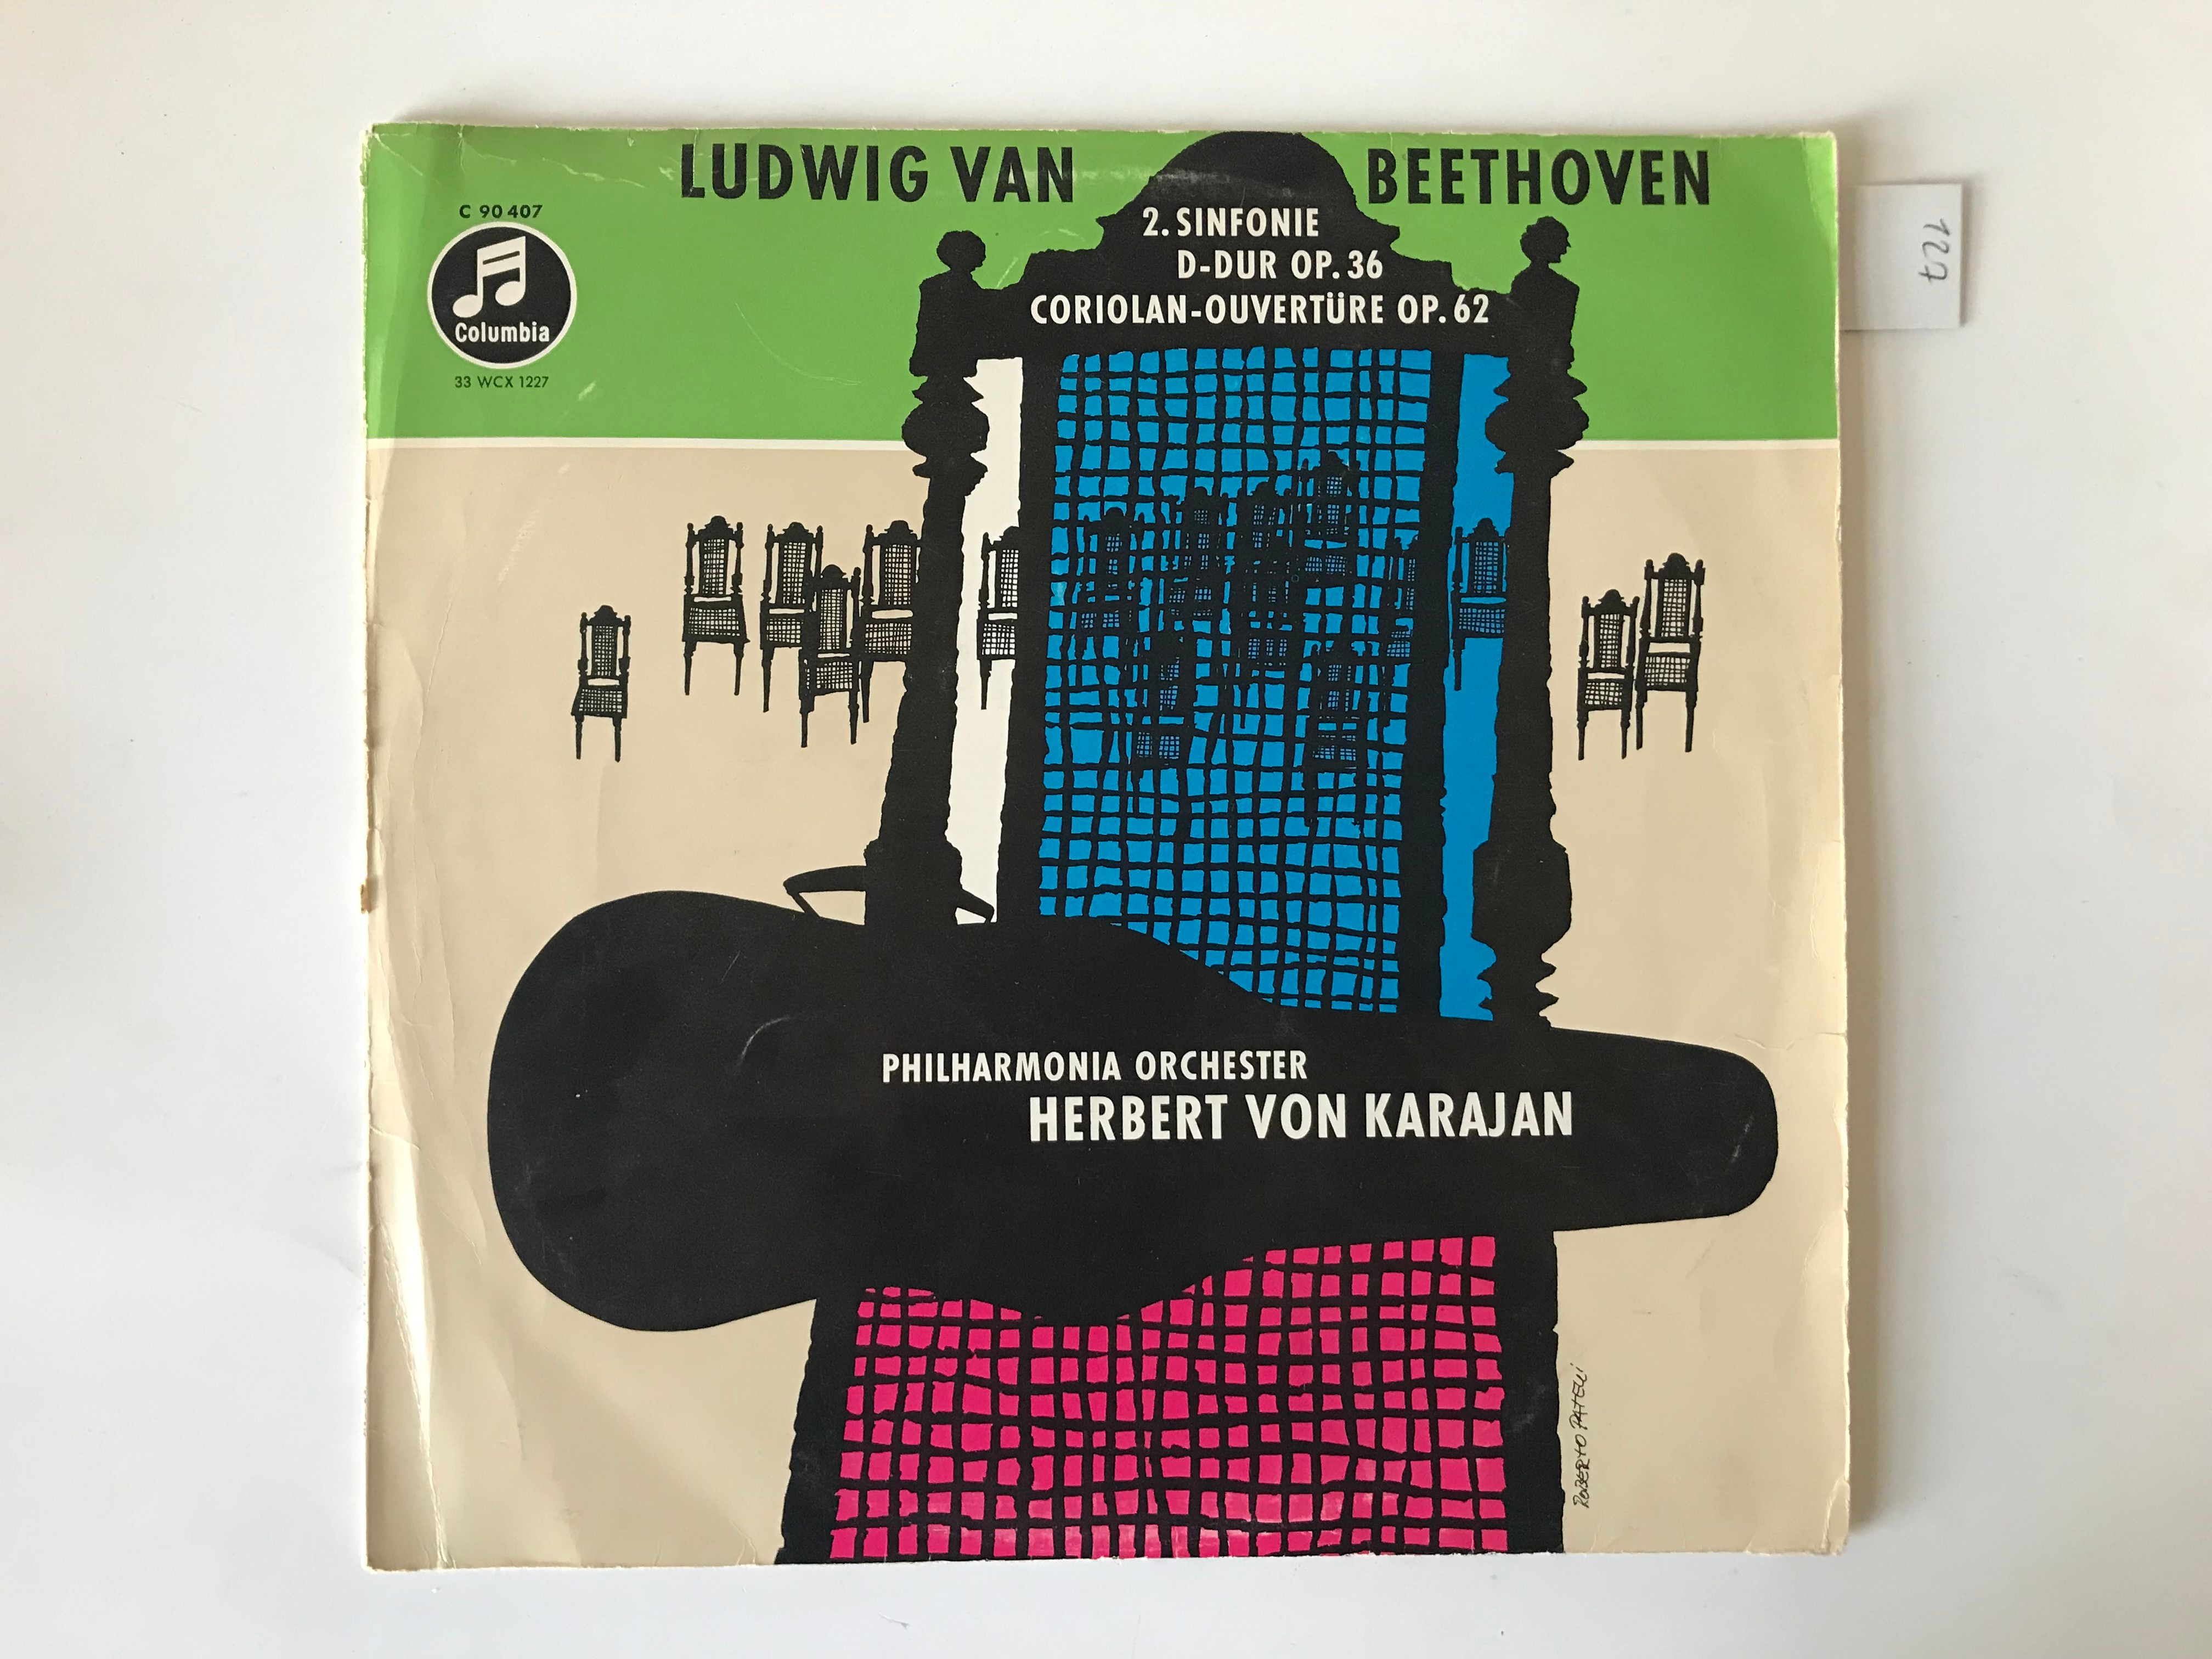 LUDWIG VAN BEETHOVEN
C 90 407
Columbia
33 WCX 1227
2. SINFONIE
D-DUR OP. 36
CORIOLAN-OUVERTÜRE OP. 62
127
PHILHARMONIA ORCHESTER
HERBERT VON KARAJAN
ROBERTO PATELLI